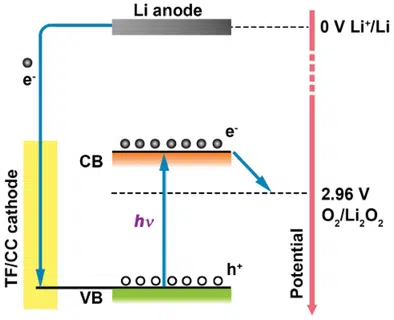 Li anode
0 V Li⁺/Li
e⁻
e⁻
CB
2.96 V
O₂/Li₂O₂
hν
h⁺
VB
TF/CC cathode
Potential